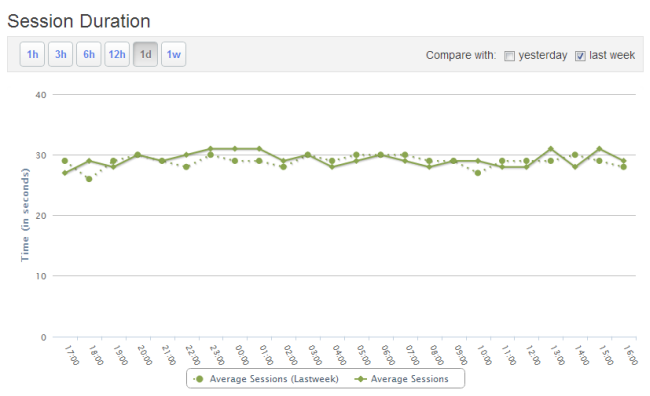 Session Duration
1h 3h 6h 12h 1d 1w Compare with: yesterday last week
40
30
20
10
0
Time (in seconds)
17:00 18:00 19:00 20:00 21:00 22:00 23:00 00:00 01:00 02:00 03:00 04:00 05:00 06:00 07:00 08:00 09:00 10:00 11:00 12:00 13:00 14:00 15:00 16:00
Average Sessions (Lastweek) Average Sessions